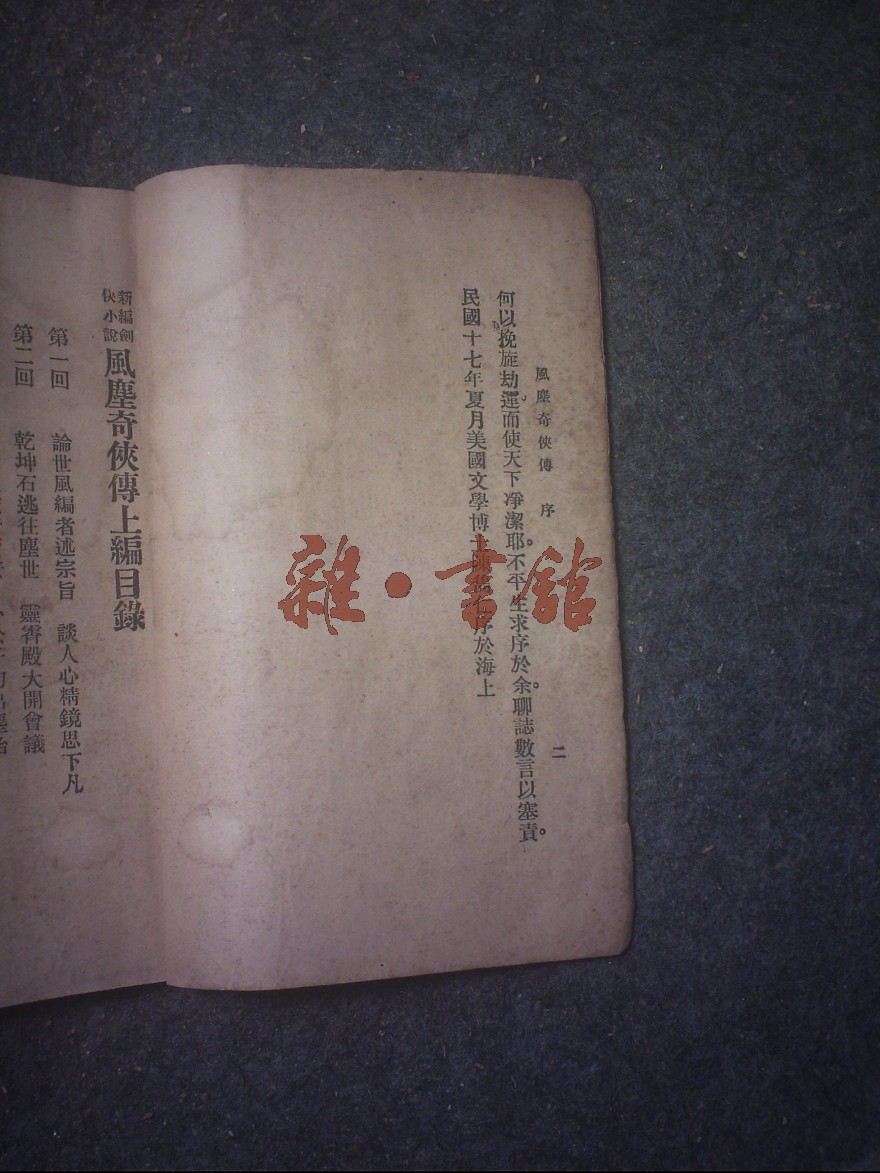 風塵奇俠傳 序
二
何以挽旋劫運而使天下凈潔耶。不平生求序於余。聊誌數言以塞責。
民國十七年夏月美國文學博士陳序於海上
雜·書館
新編劍
俠小說
風塵奇俠傳上編目錄
第一回 論世風編者述宗旨 談人心精鏡思下凡
第二回 乾坤石逃往塵世 靈霄殿大開會議